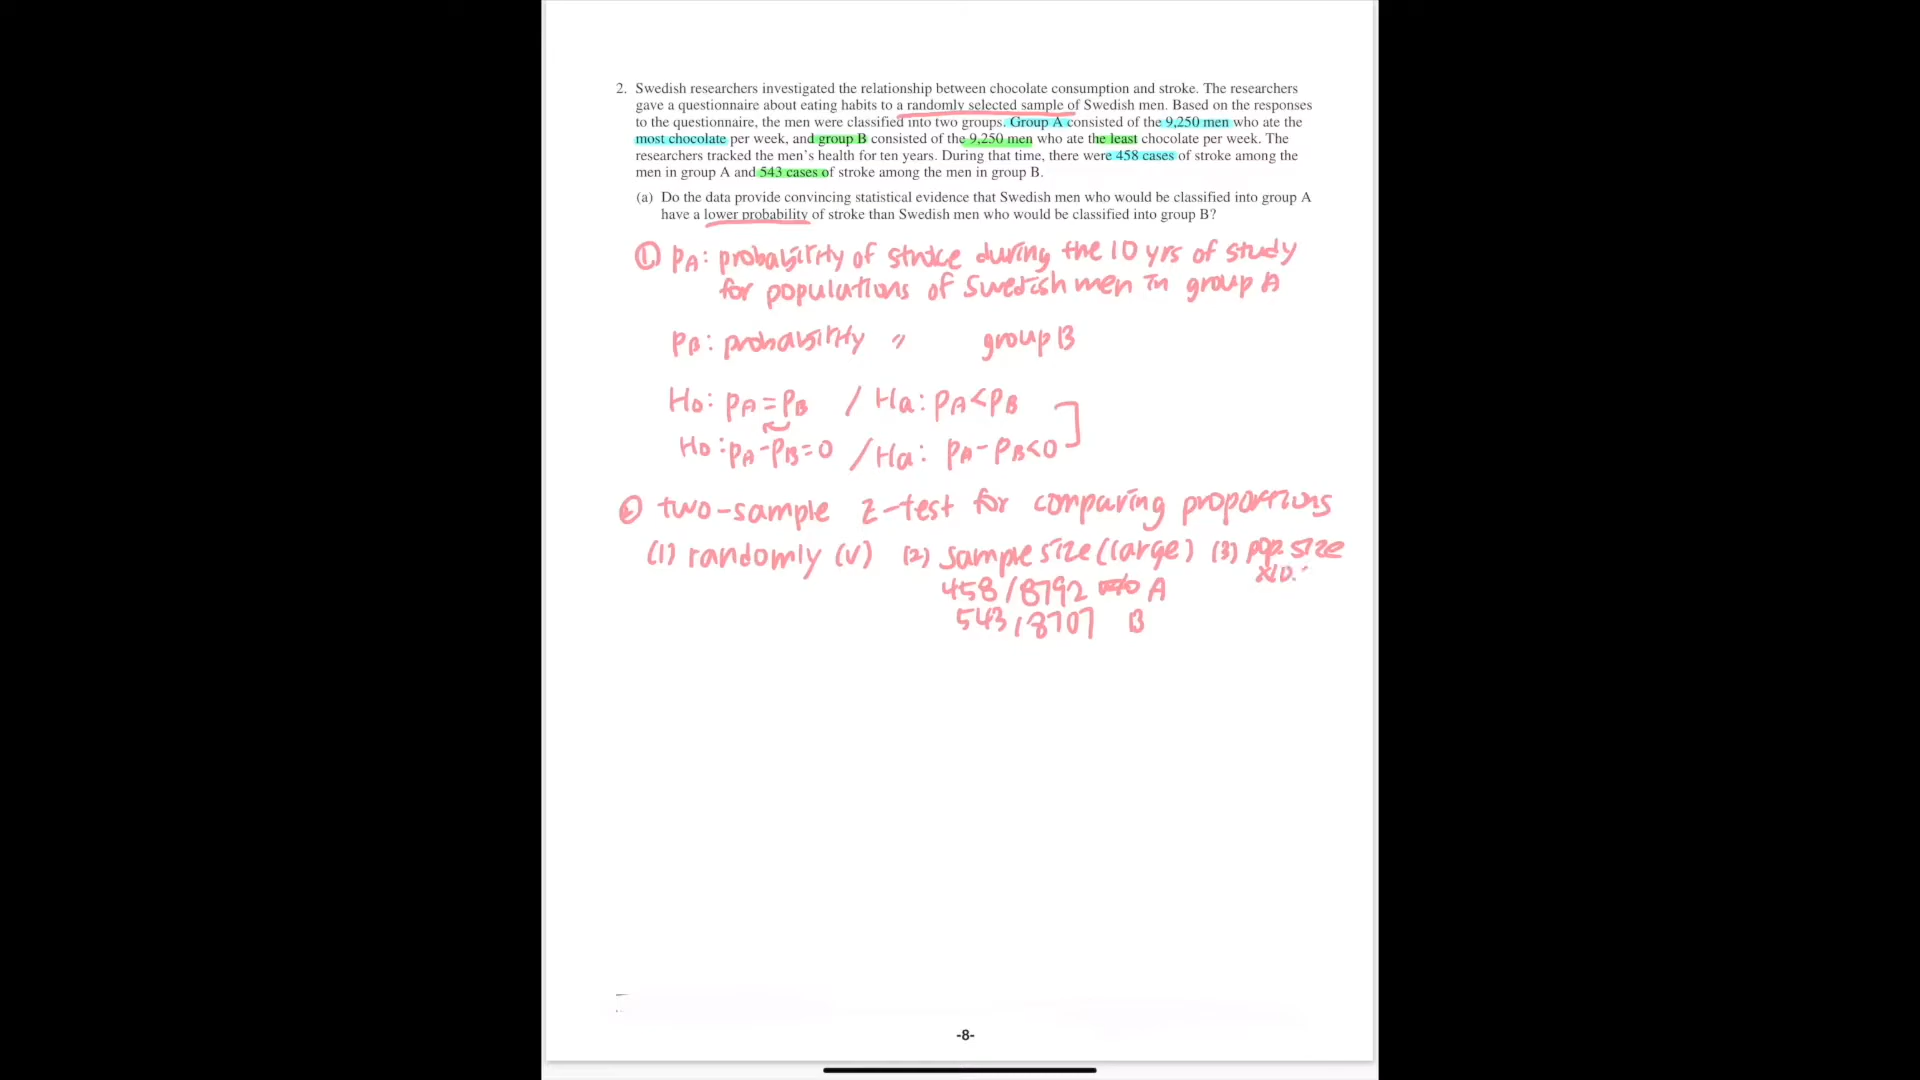 2. Swedish researchers investigated the relationship between chocolate consumption and stroke. The researchers
gave a questionnaire about eating habits to a randomly selected sample of Swedish men. Based on the responses
to the questionnaire, the men were classified into two groups. Group A consisted of the 9,250 men who ate the
most chocolate per week, and group B consisted of the 9,250 men who ate the least chocolate per week. The
researchers tracked the men's health for ten years. During that time, there were 458 cases of stroke among the
men in group A and 543 cases of stroke among the men in group B.
(a) Do the data provide convincing statistical evidence that Swedish men who would be classified into group A
have a lower probability of stroke than Swedish men who would be classified into group B?
① PA: probability of stroke during the 10 yrs of study
for populations of Swedish men in group A
PB: probability 〃 group B
Ho: PA=PB / Ha: PA<PB
Ho: PA-PB=0 / Ha: PA-PB<0
② two-sample z-test for comparing proportions
(1) randomly (v) (2) sample size (large) (3) pop. size
458/8792 A x10.
543/8707 B
-8-